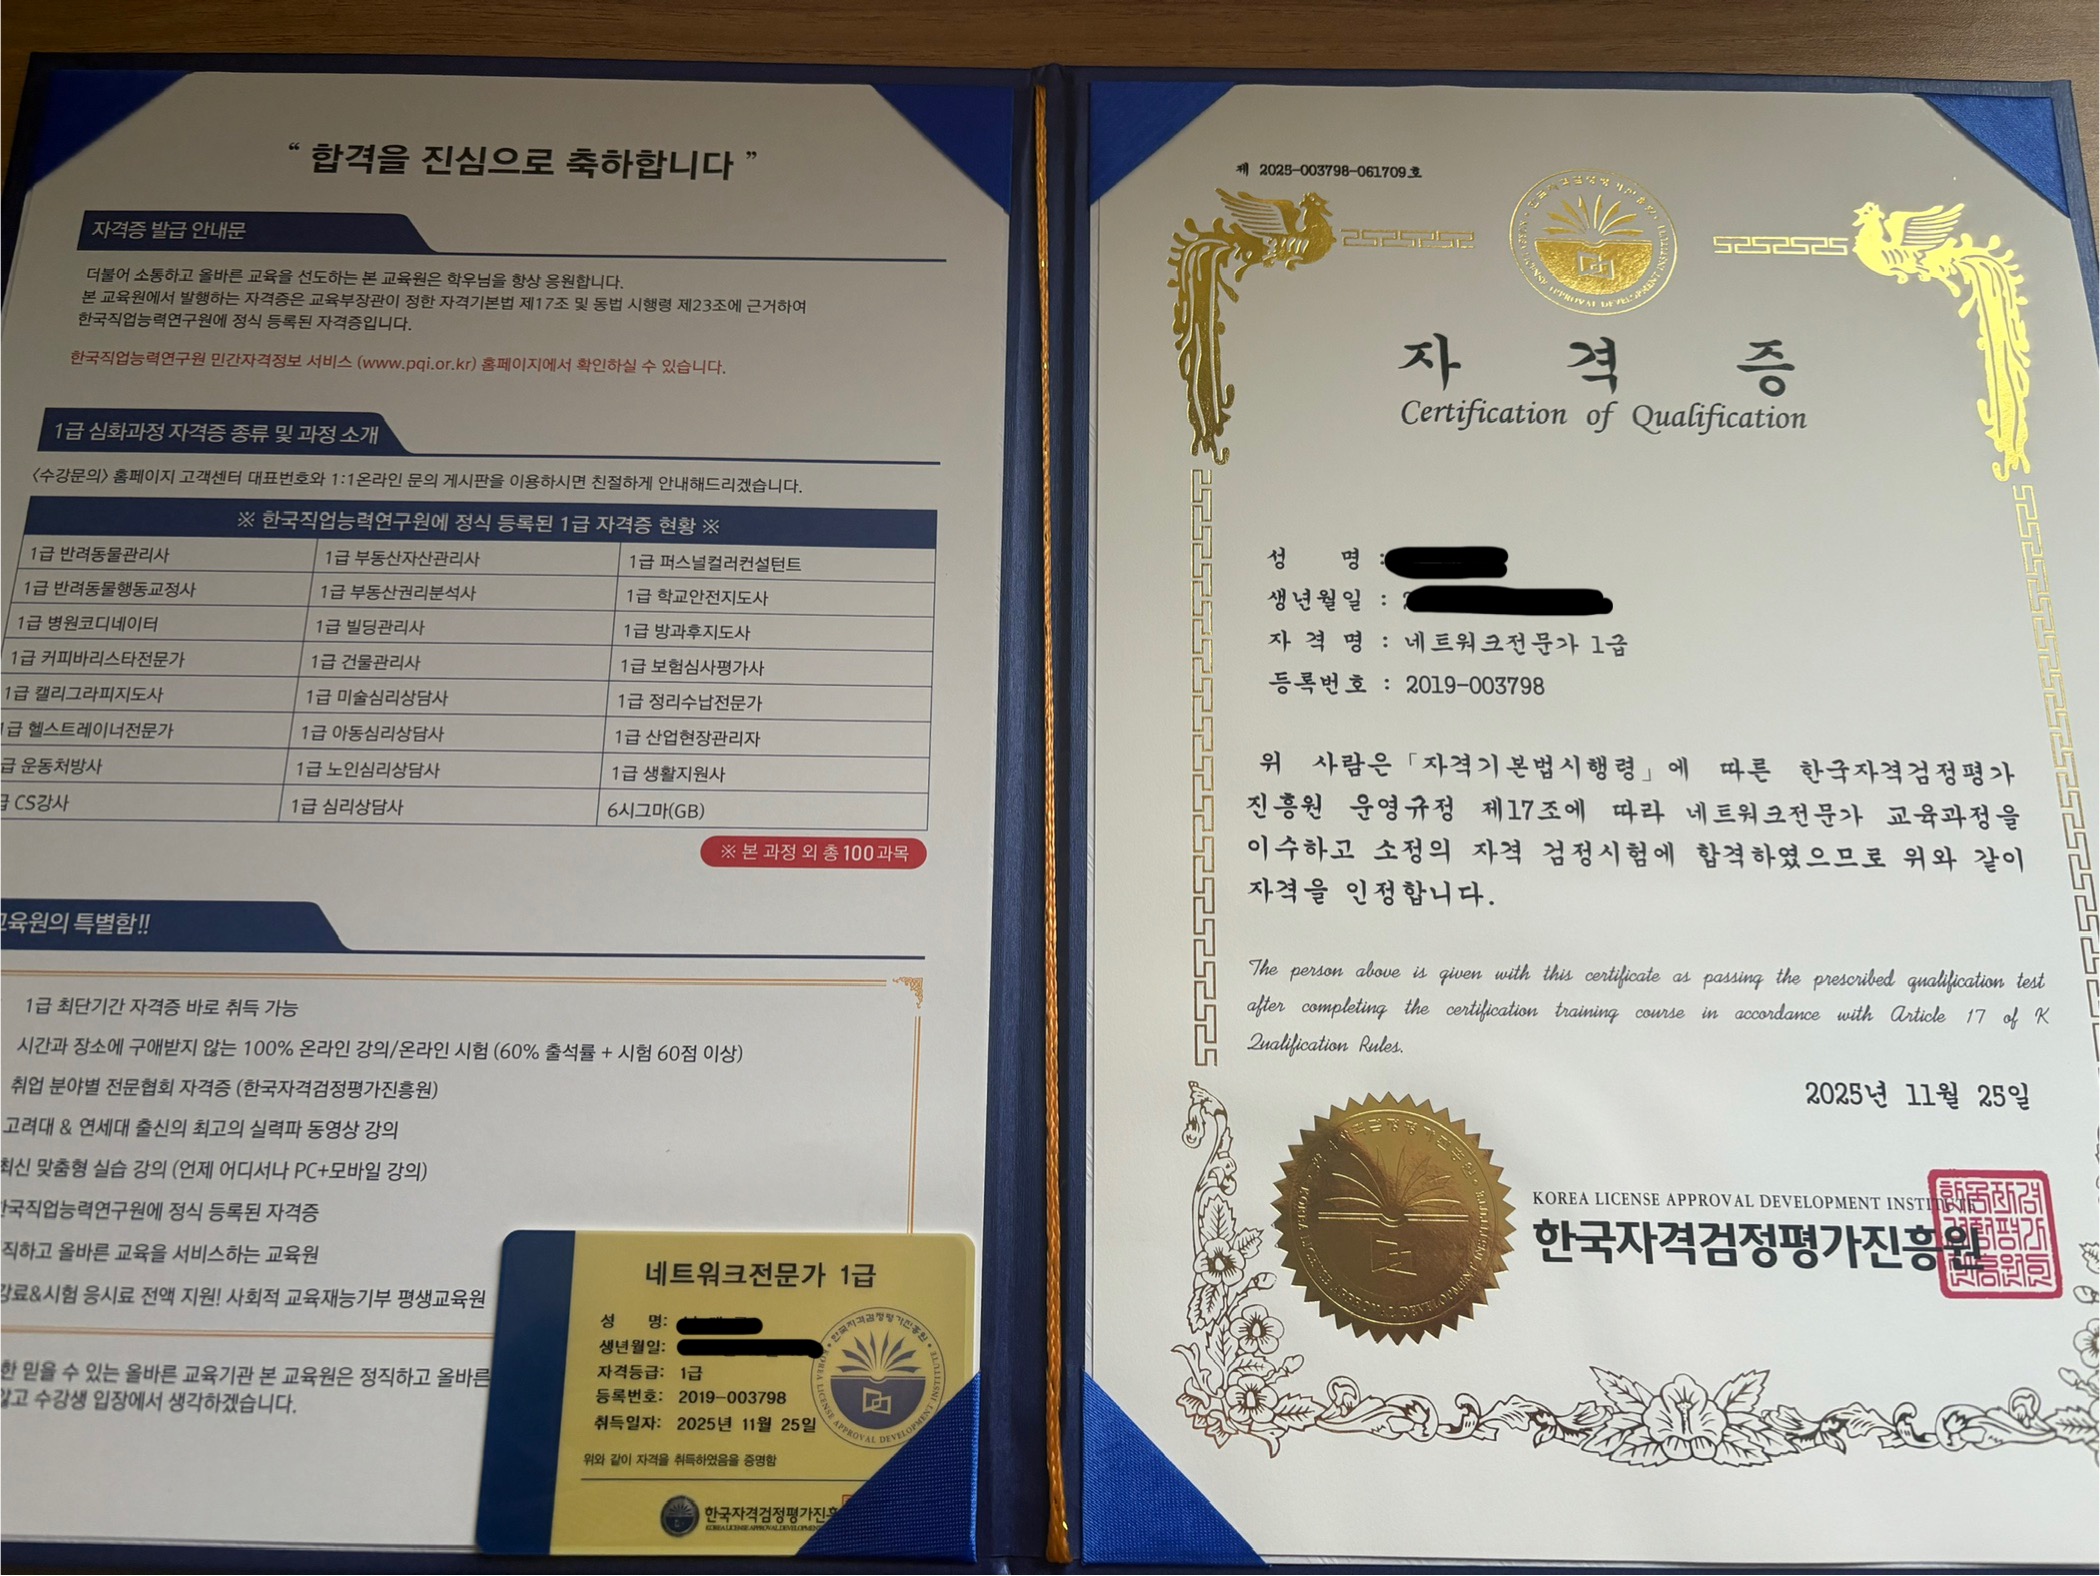 “ 합격을 진심으로 축하합니다 ”
자격증 발급 안내문
더불어 소통하고 올바른 교육을 선도하는 본 교육원은 학우님을 항상 응원합니다.
본 교육원에서 발행하는 자격증은 교육부장관이 정한 자격기본법 제17조 및 동법 시행령 제23조에 근거하여
한국직업능력연구원에 정식 등록된 자격증입니다.
한국직업능력연구원 민간자격정보 서비스 (www.pqi.or.kr) 홈페이지에서 확인하실 수 있습니다.
1급 심화과정 자격증 종류 및 과정 소개
<수강문의> 홈페이지 고객센터 대표번호와 1:1온라인 문의 게시판을 이용하시면 친절하게 안내해드리겠습니다.
※ 한국직업능력연구원에 정식 등록된 1급 자격증 현황 ※
1급 반려동물관리사 1급 부동산자산관리사 1급 퍼스널컬러컨설턴트
1급 반려동물행동교정사 1급 부동산권리분석사 1급 학교안전지도사
1급 병원코디네이터 1급 빌딩관리사 1급 방과후지도사
1급 커피바리스타전문가 1급 건물관리사 1급 보험심사평가사
1급 캘리그라피지도사 1급 미술심리상담사 1급 정리수납전문가
1급 헬스트레이너전문가 1급 아동심리상담사 1급 산업현장관리자
급 운동처방사 1급 노인심리상담사 1급 생활지원사
급 CS강사 1급 심리상담사 6시그마(GB)
※ 본 과정 외 총 100과목
교육원의 특별함!!
1급 최단기간 자격증 바로 취득 가능
시간과 장소에 구애받지 않는 100% 온라인 강의/온라인 시험 (60% 출석률 + 시험 60점 이상)
취업 분야별 전문협회 자격증 (한국자격검정평가진흥원)
고려대 & 연세대 출신의 최고의 실력파 동영상 강의
최신 맞춤형 실습 강의 (언제 어디서나 PC+모바일 강의)
한국직업능력연구원에 정식 등록된 자격증
직하고 올바른 교육을 서비스하는 교육원
강료&시험 응시료 전액 지원! 사회적 교육재능기부 평생교육원
한 믿을 수 있는 올바른 교육기관 본 교육원은 정직하고 올바른
않고 수강생 입장에서 생각하겠습니다.
네트워크전문가 1급
성 명:
생년월일:
자격등급: 1급
등록번호: 2019-003798
취득일자: 2025년 11월 25일
위와 같이 자격을 취득하였음을 증명함
한국자격검정평가진흥
KOREA LICENSE APPROVAL DEVELOPMENT
한국자격검정평가진흥원
KOREA LICENSE APPROVAL DEVELOPMENT INSTITUTE
제 2025-003798-061709호
한국자격검정평가진흥원
KOREA LICENSE APPROVAL DEVELOPMENT INSTITUTE
자 격 증
Certification of Qualification
성 명 :
생년월일 :
자 격 명 : 네트워크전문가 1급
등록번호 : 2019-003798
위 사람은 「자격기본법시행령」에 따른 한국자격검정평가
진흥원 운영규정 제17조에 따라 네트워크전문가 교육과정을
이수하고 소정의 자격 검정시험에 합격하였으므로 위와 같이
자격을 인정합니다.
The person above is given with this certificate as passing the prescribed qualification test
after completing the certification training course in accordance with Article 17 of K
Qualification Rules.
2025년 11월 25일
KOREA LICENSE APPROVAL DEVELOPMENT INSTITUTE
한국자격검정평가진흥원